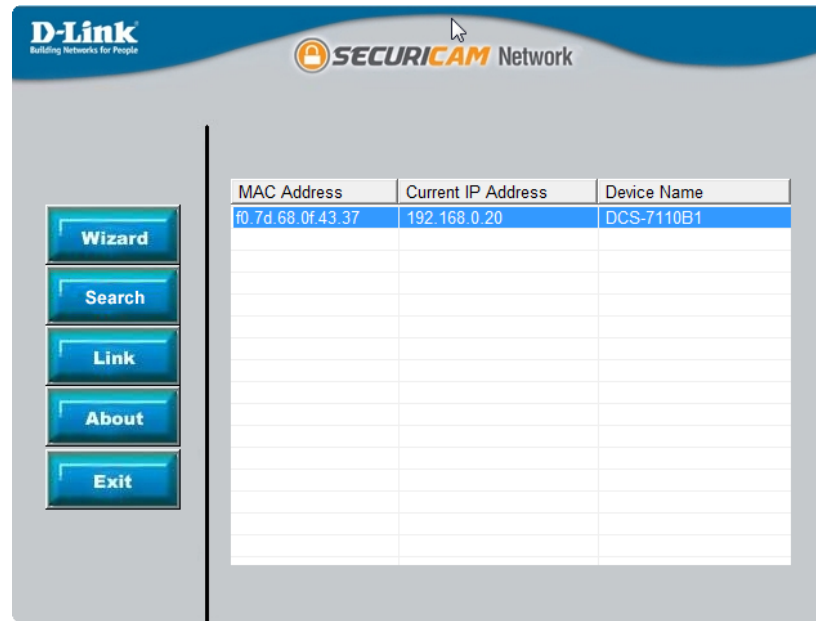 D-Link
Building Networks for People
SECURICAM Network
MAC Address Current IP Address Device Name
f0.7d.68.0f.43.37 192.168.0.20 DCS-7110B1
Wizard
Search
Link
About
Exit